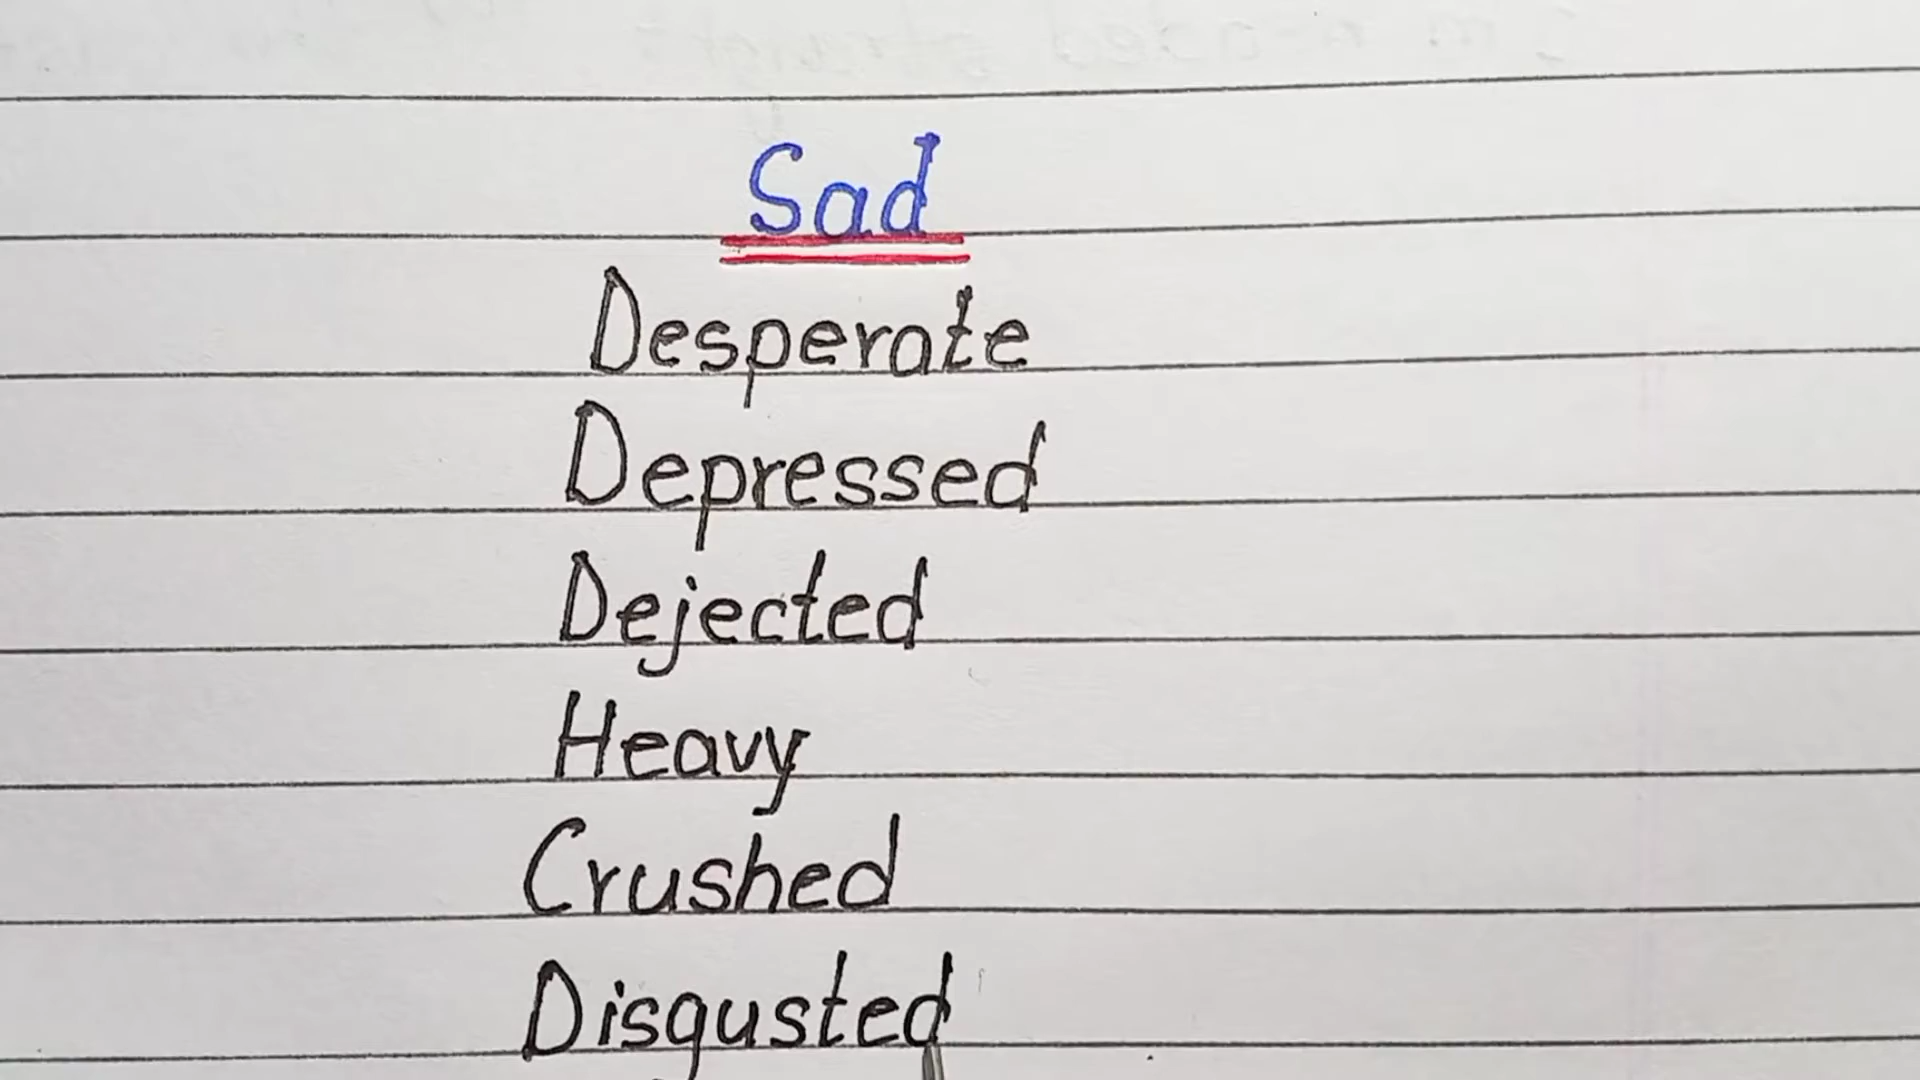 Sad
Desperate
Depressed
Dejected
Heavy
Crushed
Disgusted